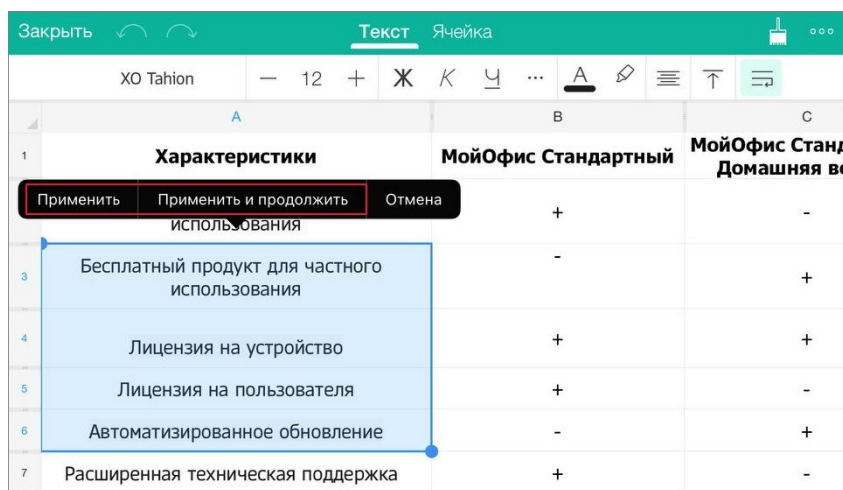 Закрыть Текст Ячейка
XO Tahion — 12 + Ж К Ч ... А
A B C
1 Характеристики МойОфис Стандартный МойОфис Станд
Домашняя ве
Применить Применить и продолжить Отмена
использования + -
3 Бесплатный продукт для частного - +
использования
4 Лицензия на устройство + +
5 Лицензия на пользователя + -
6 Автоматизированное обновление - +
7 Расширенная техническая поддержка + -